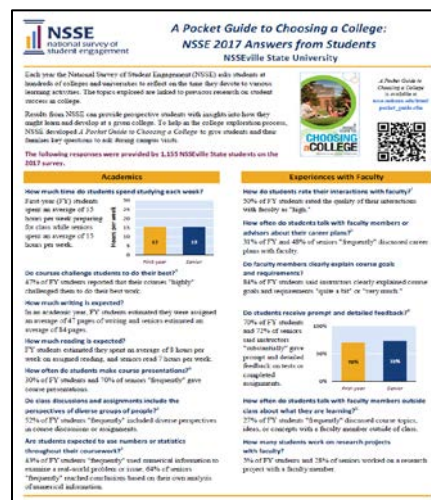 NSSE
national survey of
student engagement
A Pocket Guide to Choosing a College:
NSSE 2017 Answers from Students
NSSEville State University
Each year the National Survey of Student Engagement (NSSE) asks students at
hundreds of colleges and universities to reflect on the time they devote to various
learning activities. The topics explored are linked to previous research on student
success in college.
Results from NSSE can provide perspective students with insights into how they
might learn and develop at a given college. To help in the college exploration process,
NSSE developed A Pocket Guide to Choosing a College to give students and their
families key questions to ask during campus visits.
The following responses were provided by 1,155 NSSEville State students on the
2017 survey.
CHOOSING
a COLLEGE
A Pocket Guide to
Choosing a College
is available at
Academics
How much time do students spend studying each week?
First-year (FY) students
spend an average of
hours per week preparing
for class while seniors
spend an average of
hours per week.
Hours per week
First-year
Senior
Do courses challenge students to do their best?
47% of FY students reported that their courses "highly"
challenged them to do their best work.
How much writing is expected?
In an academic year, FY students estimated they were assigned
an average of 47 pages of writing and seniors estimated an
average of 84 pages.
How much reading is expected?
FY students estimated they spent an average of hours per
week on assigned reading, and seniors read 7 hours per week.
How often do students make course presentations?
30% of FY students and 70% of seniors "frequently" gave
course presentations.
Do class discussions and assignments include the
perspectives of diverse groups of people?
52% of FY students "frequently" included diverse perspectives
in course discussions or assignments.
Are students expected to use numbers or statistics
throughout their coursework?
43% of FY students "frequently" used numerical information to
examine a real-world problem or issue; 64% of seniors
"frequently" reached conclusions based on their own analysis
of numerical information.
Experiences with Faculty
How do students rate their interactions with faculty?
50% of FY students rated the quality of their interactions
with faculty as "high."
How often do students talk with faculty members or
advisors about their career plans?
31% of FY and 48% of seniors "frequently" discussed career
plans with faculty.
Do faculty members clearly explain course goals
and requirements?
84% of FY students said instructors clearly explained course
goals and requirements "quite a bit" or "very much."
Do students receive prompt and detailed feedback?
70% of FY students
and 72% of seniors
said instructors
"substantially" gave
prompt and detailed
feedback on tests or
completed
assignments.
100%
50%
0%
First-year
Senior
How often do students talk with faculty members outside
class about what they are learning?
27% of FY students "frequently" discussed course topics,
ideas, or concepts with a faculty member outside of class.
How many students work on research projects
with faculty?
5% of FY students and 28% of seniors worked on a research
project with a faculty member.